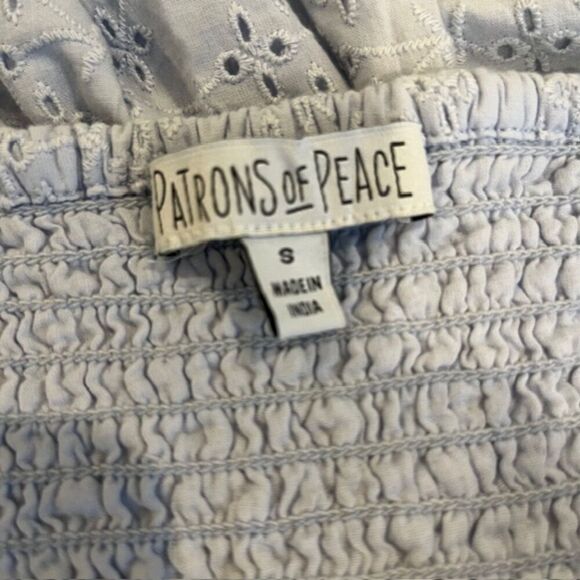 PATRONS OF PEACE
S
MADE IN
INDIA